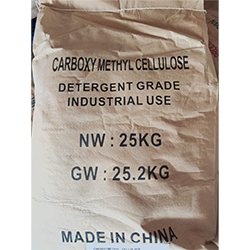 CARBOXY METHYL CELLULOSE
DETERGENT GRADE
INDUSTRIAL USE
NW : 25KG
GW : 25.2KG
MADE IN CHINA